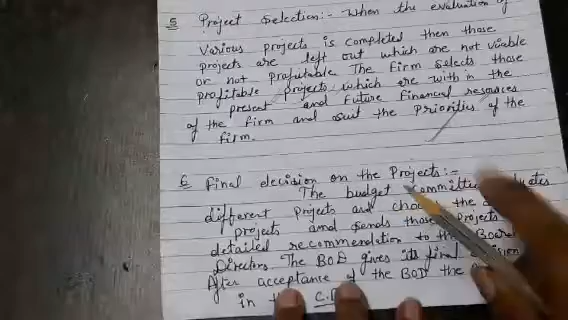 5 Project Selection:- When the evaluation of
Various projects is completed then those
projects are left out which are not viable
or not profitable The firm selects those
profitable projects which are with in the
present and future financial resources
of the firm and suit the priorities of the
firm.
6 final decision on the Projects:-
The budget committee
different projects and the
projects and sends those projects
detailed recommendation to the Board
Directors The BOD gives its final
After acceptance of the BOD the
in